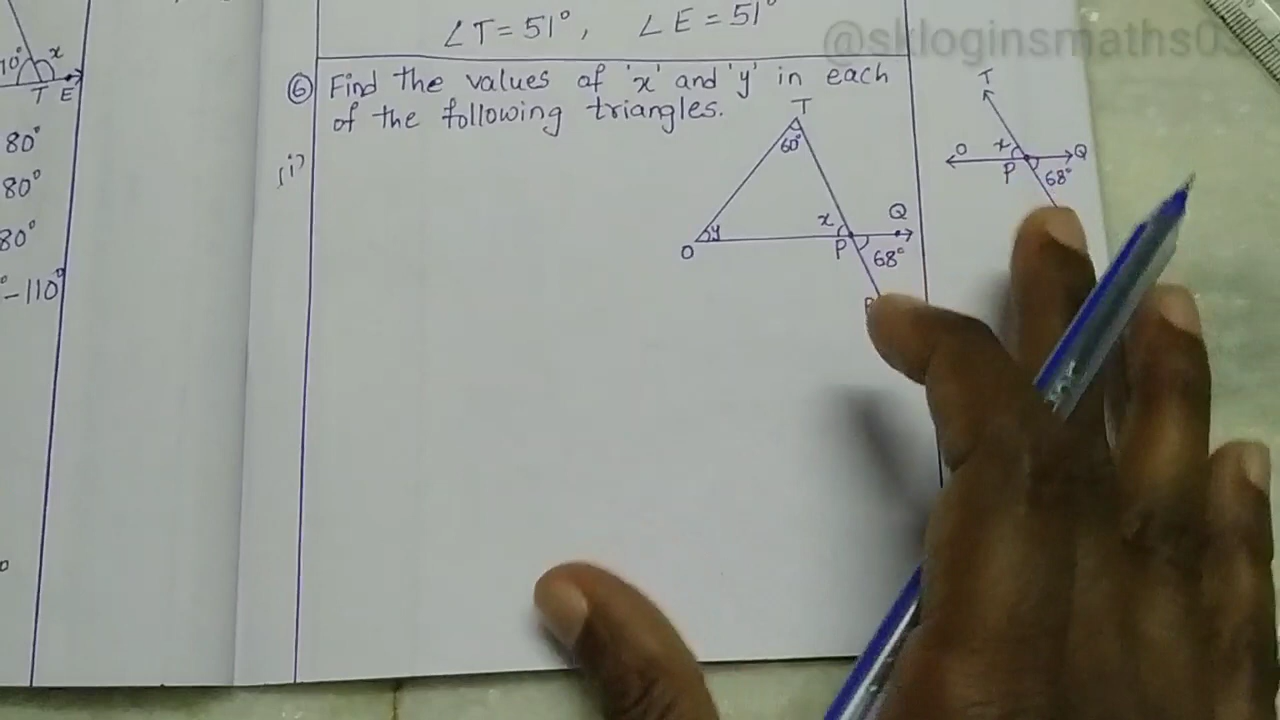 ∠T = 51°, ∠E = 51°
@skloginsmaths03
70° x
T E
80°
80°
80°
°- 110°
⑥ Find the values of 'x' and 'y' in each
of the following triangles.
(i)
T
60°
O y x P Q
68°
T
O x P Q
68°